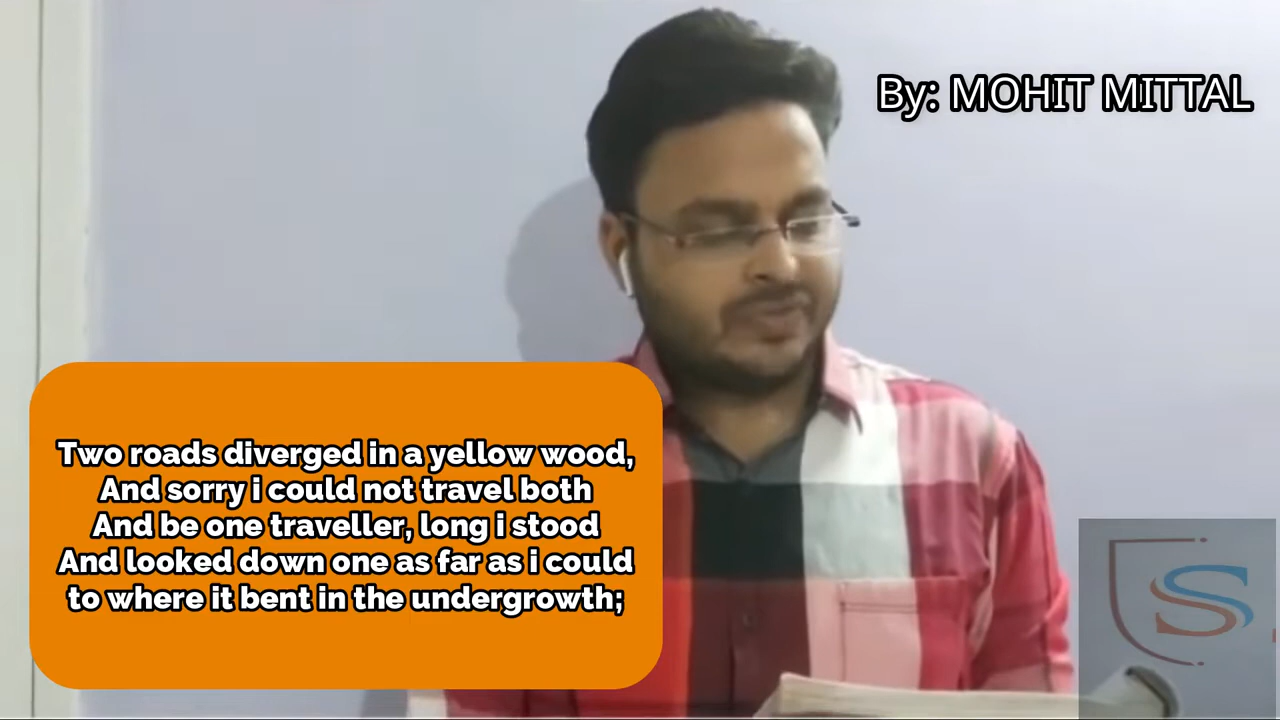 By: MOHIT MITTAL
Two roads diverged in a yellow wood,
And sorry i could not travel both
And be one traveller, long i stood
And looked down one as far as i could
to where it bent in the undergrowth;
S